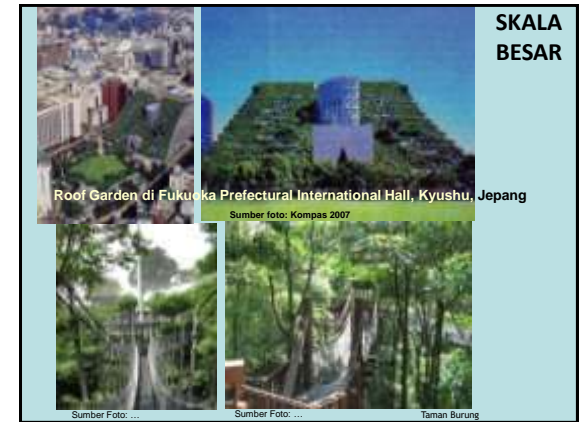 SKALA
BESAR
Roof Garden di Fukuoka Prefectural International Hall, Kyushu, Jepang
Sumber foto: Kompas 2007
Sumber Foto: …
Sumber Foto: …
Taman Burung